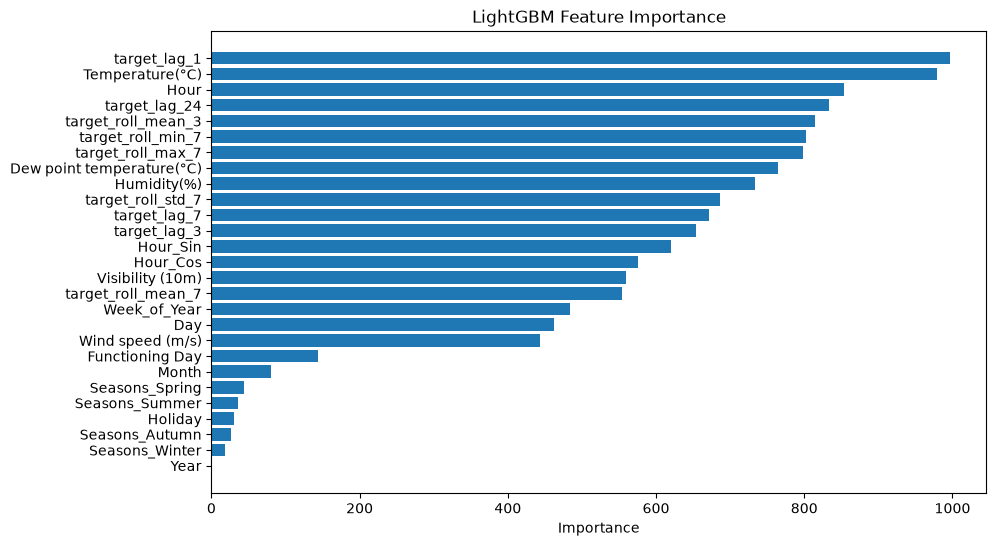 LightGBM Feature Importance
target_lag_1
Temperature(°C)
Hour
target_lag_24
target_roll_mean_3
target_roll_min_7
target_roll_max_7
Dew point temperature(°C)
Humidity(%)
target_roll_std_7
target_lag_7
target_lag_3
Hour_Sin
Hour_Cos
Visibility (10m)
target_roll_mean_7
Week_of_Year
Day
Wind speed (m/s)
Functioning Day
Month
Seasons_Spring
Seasons_Summer
Holiday
Seasons_Autumn
Seasons_Winter
Year
0 200 400 600 800 1000
Importance